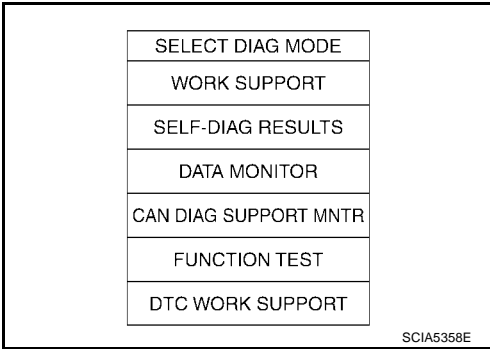 SELECT DIAG MODE
WORK SUPPORT
SELF-DIAG RESULTS
DATA MONITOR
CAN DIAG SUPPORT MNTR
FUNCTION TEST
DTC WORK SUPPORT
SCIA5358E